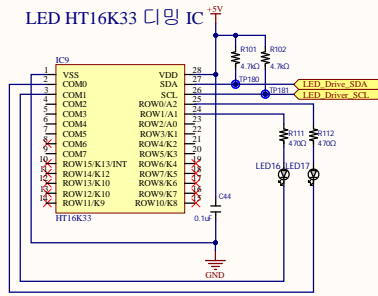 LED HT16K33 디밍 IC
+5V
R101 R102
4.7kΩ 4.7kΩ
IC9
TP180
TP181
LED_Drive_SDA
LED_Driver_SCL
1 VSS VDD 28
2 COM0 SDA 27
3 COM1 SCL 26
4 COM2 ROW0/A2 25
5 COM3 ROW1/A1 24
6 COM4 ROW2/A0 23
7 COM5 ROW3/K1 22
8 COM6 ROW4/K2 21
9 COM7 ROW5/K3 20
10 ROW15/K13/INT ROW6/K4 19
11 ROW14/K12 ROW7/K5 18
12 ROW13/K10 ROW8/K6 17
13 ROW12/K10 ROW9/K7 16
14 ROW11/K9 ROW10/K8 15
HT16K33
R111 R112
470Ω 470Ω
LED16 LED17
C44
0.1uF
GND